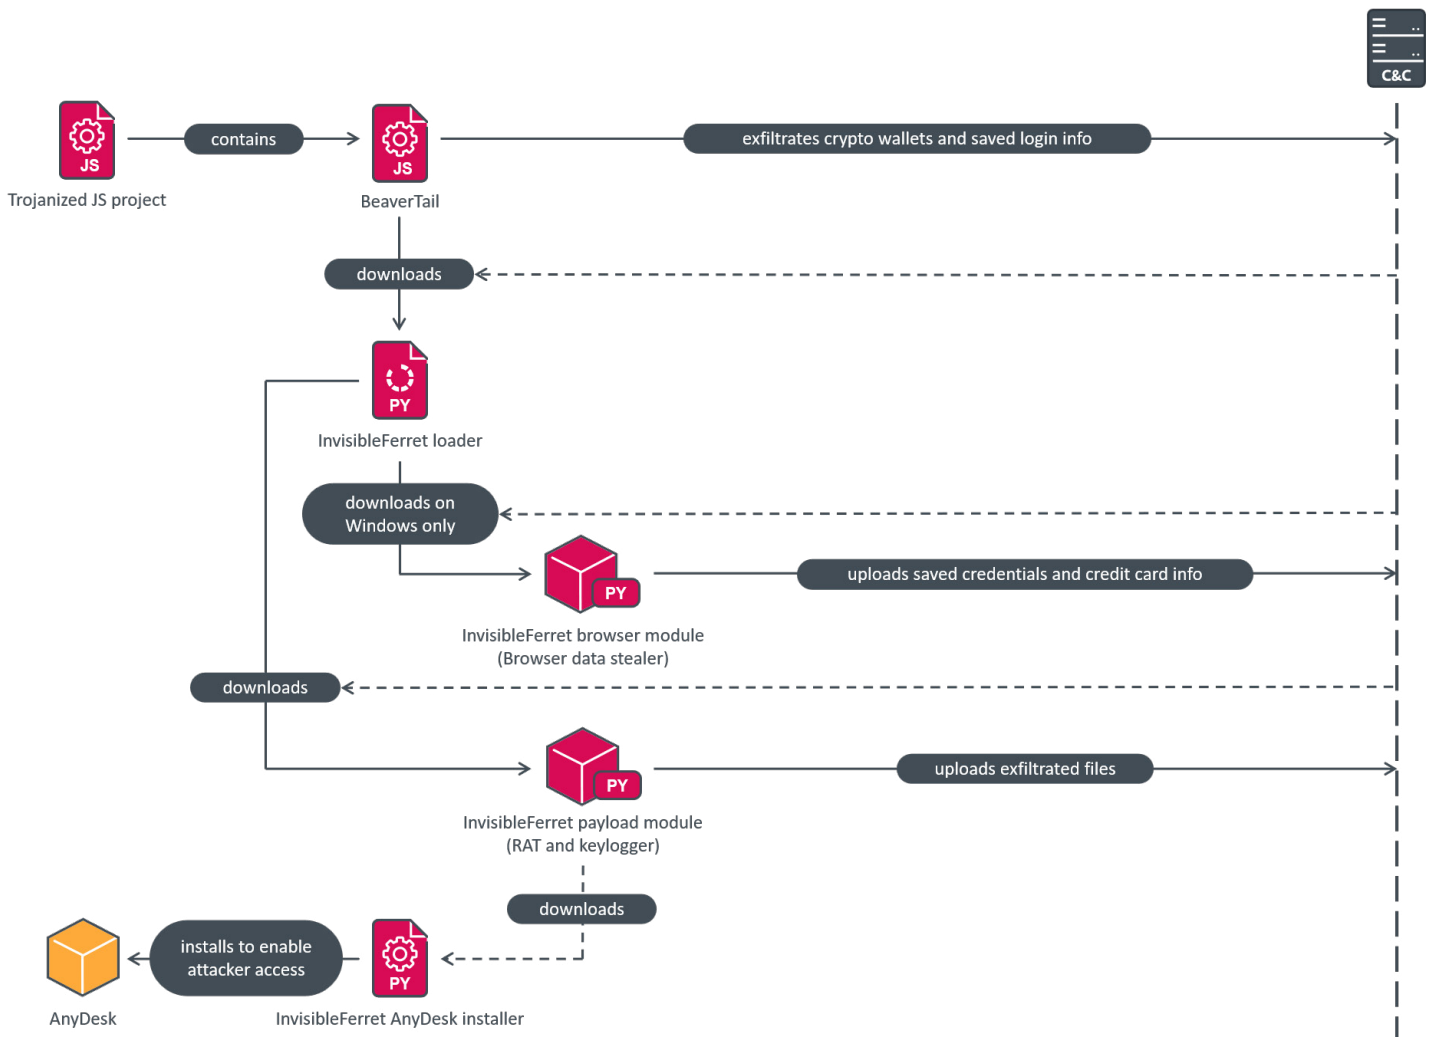 C&C
JS
contains
JS
exfiltrates crypto wallets and saved login info
Trojanized JS project
BeaverTail
downloads
PY
InvisibleFerret loader
downloads on
Windows only
PY
uploads saved credentials and credit card info
InvisibleFerret browser module
(Browser data stealer)
downloads
PY
uploads exfiltrated files
InvisibleFerret payload module
(RAT and keylogger)
downloads
installs to enable
attacker access
PY
AnyDesk
InvisibleFerret AnyDesk installer